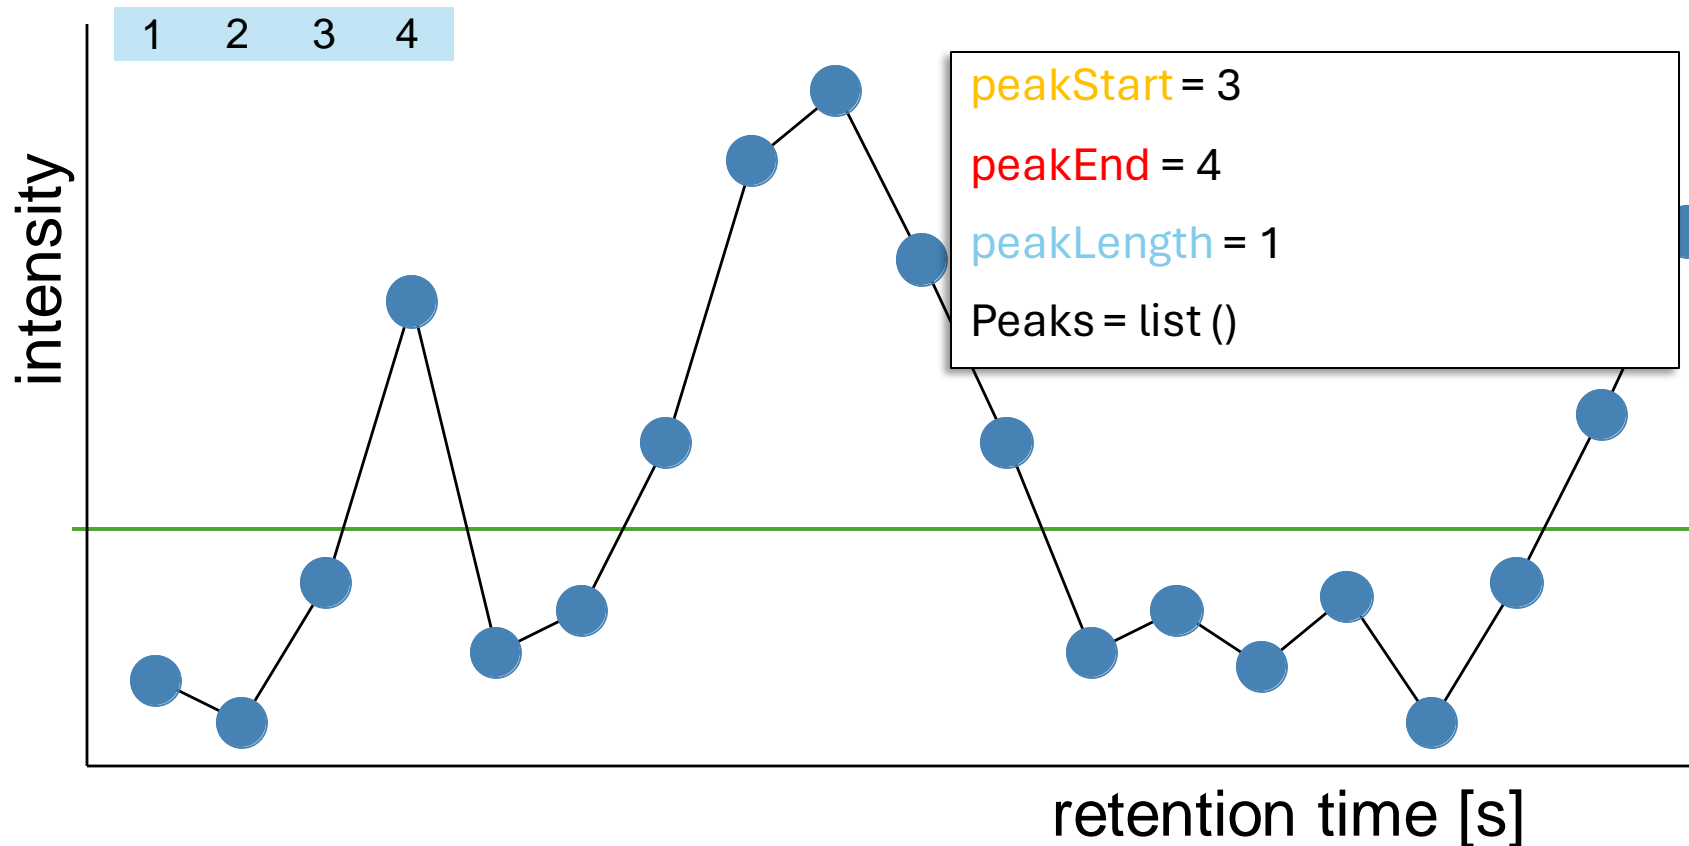 1 2 3 4
peakStart = 3
peakEnd = 4
peakLength = 1
Peaks = list ()
intensity
retention time [s]